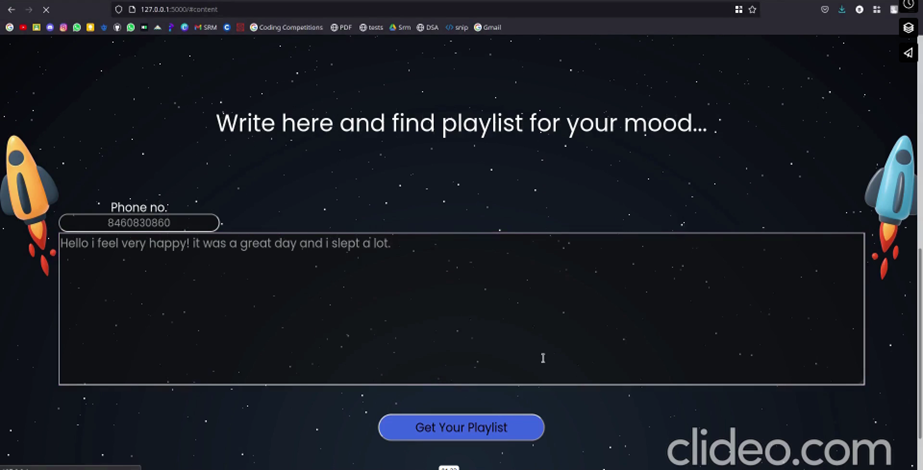 127.0.0.1:5000/#content
SRM
Coding Competitions
PDF
tests
Srm
DSA
snip
Gmail
Write here and find playlist for your mood...
Phone no.
8460830860
Hello i feel very happy! it was a great day and i slept a lot.
Get Your Playlist
clideo.com